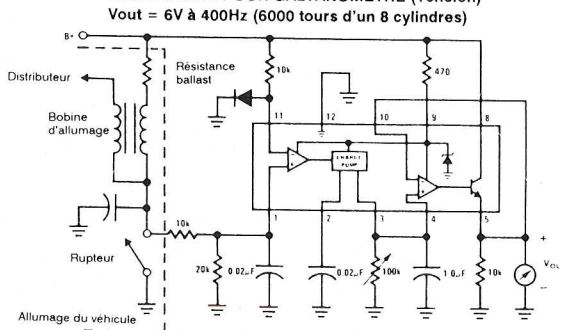 Vout = 6V à 400Hz (6000 tours d'un 8 cylindres)
B+
Distributeur
Résistance
ballast
10k
470
Bobine
d'allumage
11
12
10
9
8
CHARGE
PUMP
1
2
3
4
5
10k
Rupteur
20k
0.02µF
0.02µF
100k
1.0µF
10k
+
VOL
-
Allumage du véhicule